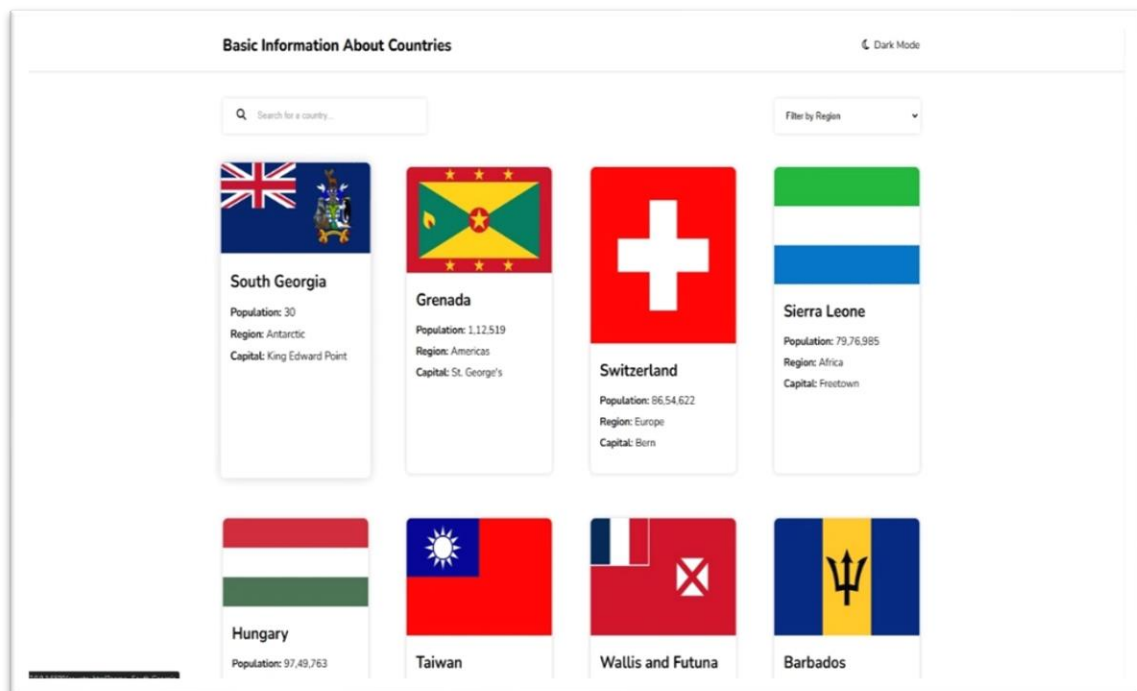 Basic Information About Countries
Dark Mode
Search for a country...
Filter by Region
South Georgia
Population: 30
Region: Antarctic
Capital: King Edward Point
Grenada
Population: 1,12,519
Region: Americas
Capital: St. George's
Switzerland
Population: 86,54,622
Region: Europe
Capital: Bern
Sierra Leone
Population: 79,76,985
Region: Africa
Capital: Freetown
Hungary
Population: 97,49,763
Taiwan
Wallis and Futuna
Barbados